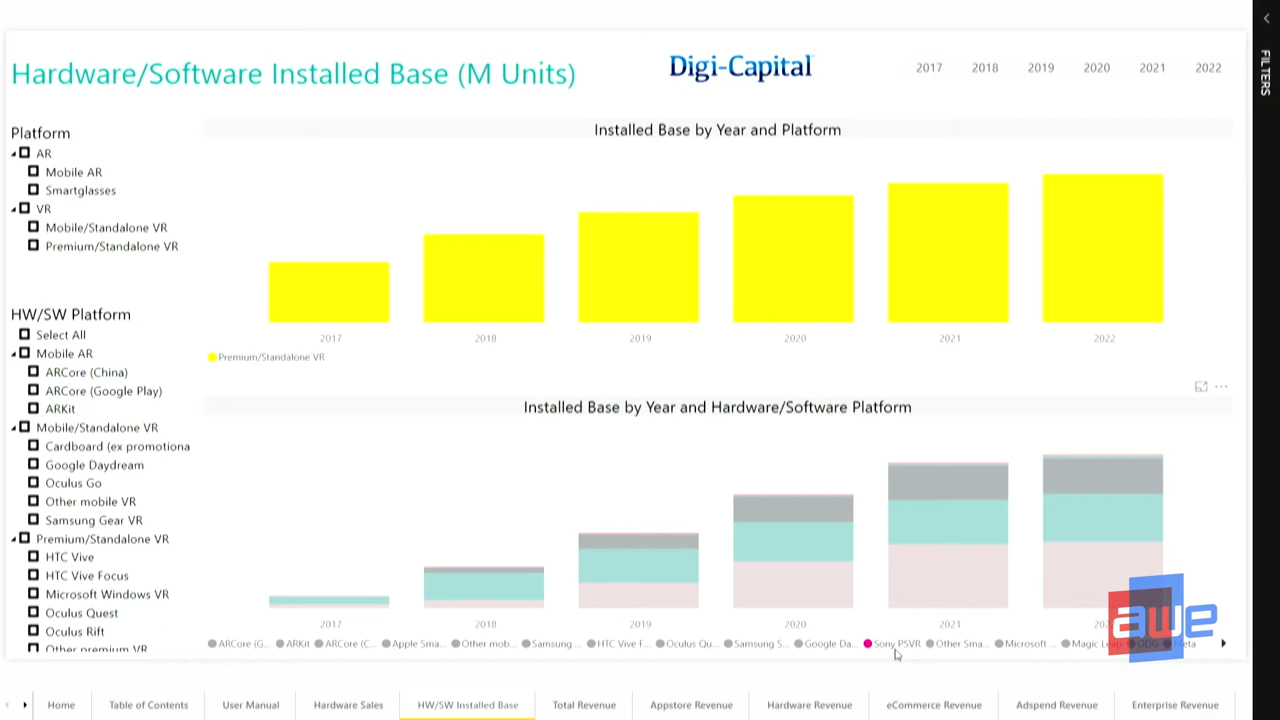 Hardware/Software Installed Base (M Units)
Digi-Capital
2017 2018 2019 2020 2021 2022
FILTERS
Platform
AR
Mobile AR
Smartglasses
VR
Mobile/Standalone VR
Premium/Standalone VR
Installed Base by Year and Platform
2017 2018 2019 2020 2021 2022
Premium/Standalone VR
HW/SW Platform
Select All
Mobile AR
ARCore (China)
ARCore (Google Play)
ARKit
Mobile/Standalone VR
Cardboard (ex promotiona
Google Daydream
Oculus Go
Other mobile VR
Samsung Gear VR
Premium/Standalone VR
HTC Vive
HTC Vive Focus
Microsoft Windows VR
Oculus Quest
Oculus Rift
Other premium VR
Installed Base by Year and Hardware/Software Platform
2017 2018 2019 2020 2021
ARCore (G... ARKit ARCore (C... Apple Sma... Other mob... Samsung ... HTC Vive F... Oculus Qu... Samsung S... Google Da... Sony PSVR Other Sma... Microsoft ... Magic Leap ODG Meta
awe
Home Table of Contents User Manual Hardware Sales HW/SW Installed Base Total Revenue Appstore Revenue Hardware Revenue eCommerce Revenue Adspend Revenue Enterprise Revenue